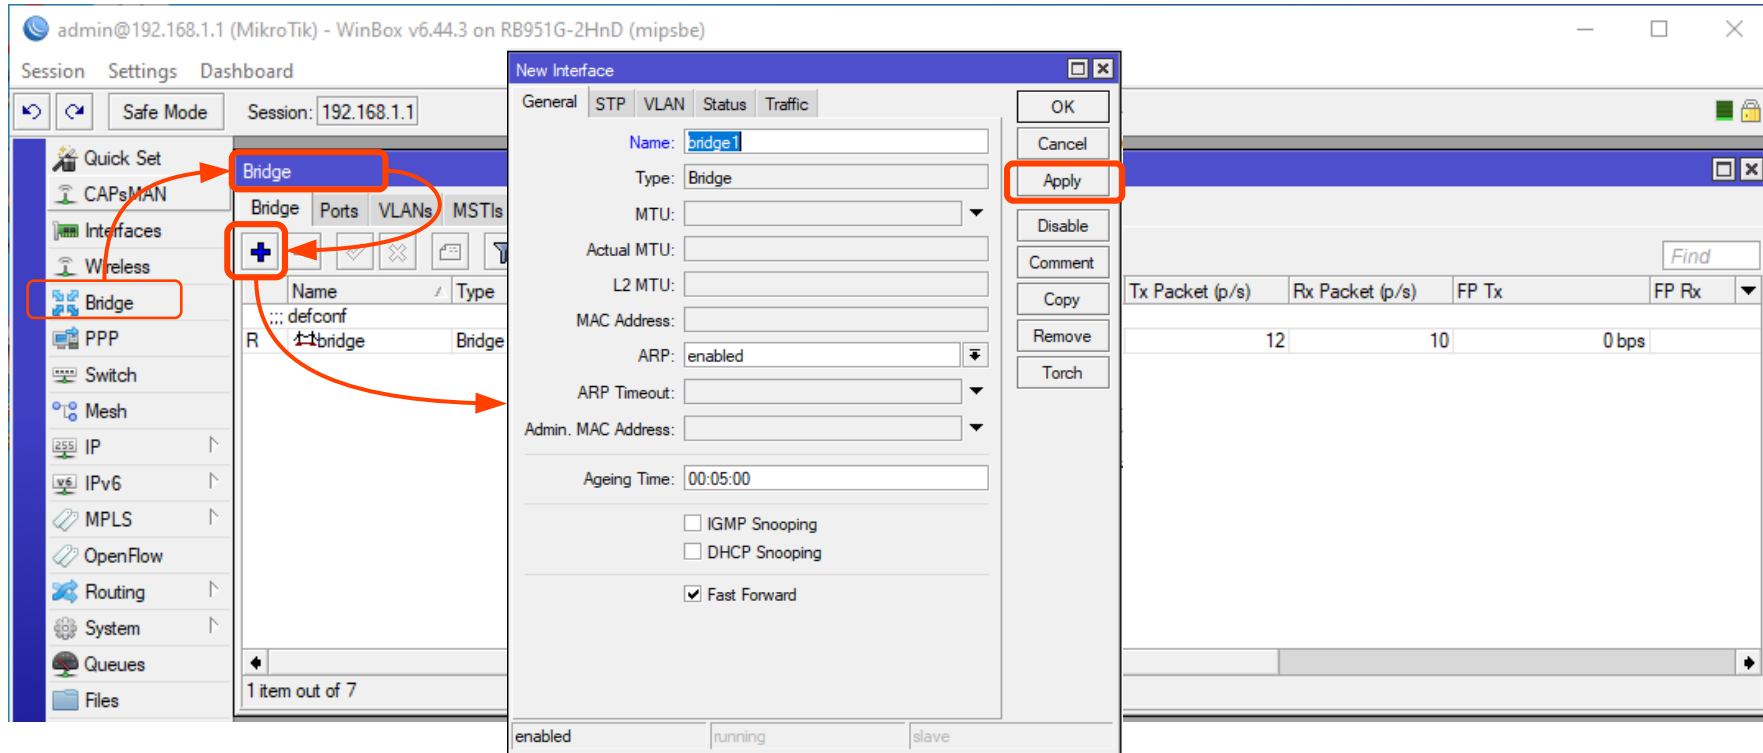 admin@192.168.1.1 (MikroTik) - WinBox v6.44.3 on RB951G-2HnD (mipsbe)
Session Settings Dashboard
Safe Mode Session: 192.168.1.1
Quick Set
CAPsMAN
Interfaces
Wireless
Bridge
PPP
Switch
Mesh
255 IP
v6 IPv6
MPLS
OpenFlow
Routing
System
Queues
Files
Bridge
Bridge Ports VLANs MSTIs
Find
Name Type Tx Packet (p/s) Rx Packet (p/s) FP Tx FP Rx
;;; defconf
R bridge Bridge 12 10 0 bps
1 item out of 7
New Interface
General STP VLAN Status Traffic
Name: bridge1
Type: Bridge
MTU:
Actual MTU:
L2 MTU:
MAC Address:
ARP: enabled
ARP Timeout:
Admin. MAC Address:
Ageing Time: 00:05:00
IGMP Snooping
DHCP Snooping
Fast Forward
OK
Cancel
Apply
Disable
Comment
Copy
Remove
Torch
enabled running slave